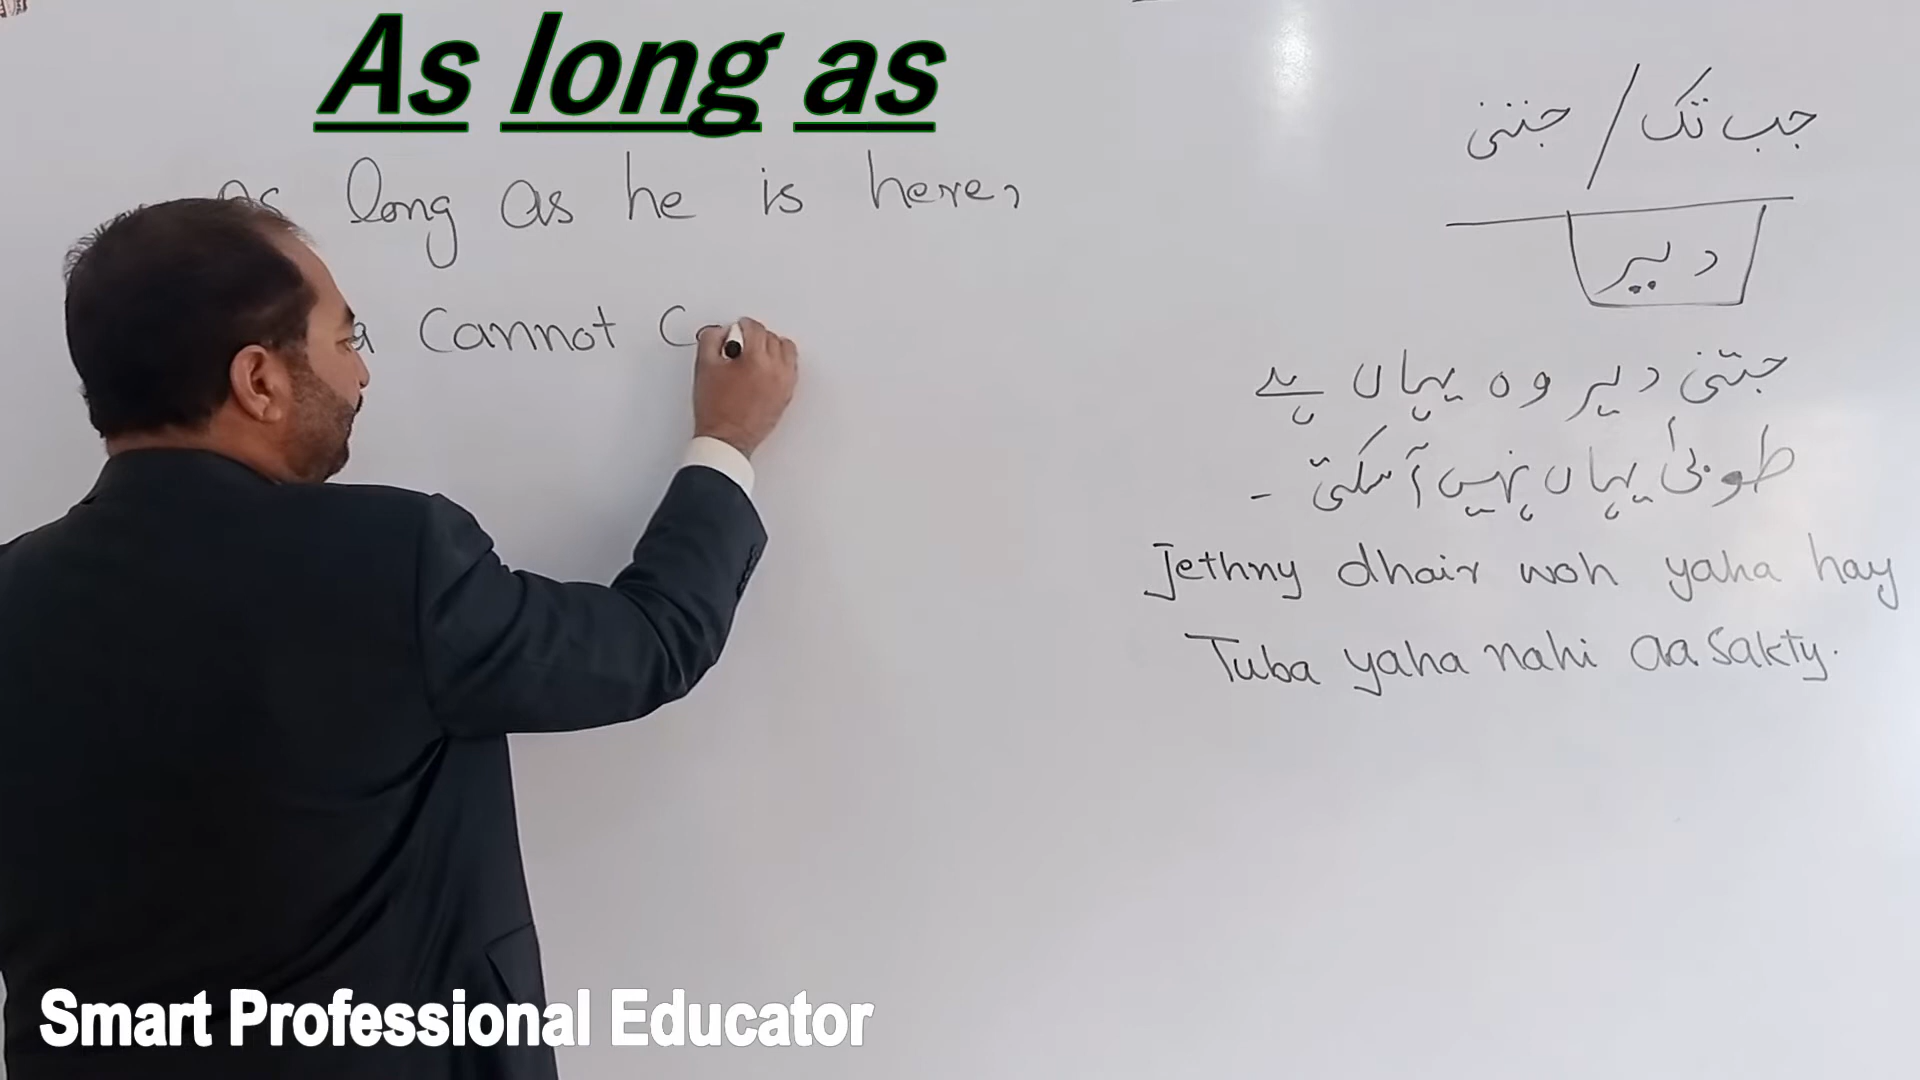 As long as
As long as he is here,
cannot
جب تک / جتنی
دیر
جتنی دیر وہ یہاں ہے
طوبیٰ یہاں نہیں آ سکتی ۔
Jethny dhair woh yaha hay
Tuba yaha nahi aa sakty.
Smart Professional Educator